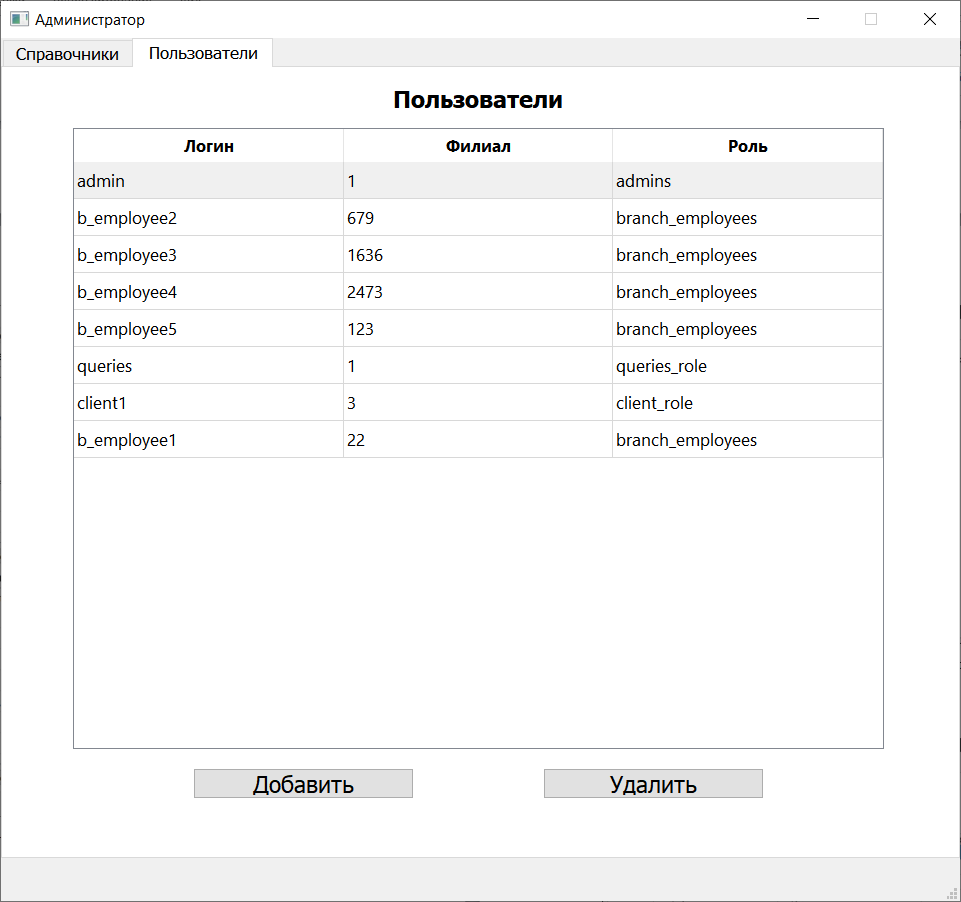 Администратор
Справочники Пользователи
Пользователи
Логин Филиал Роль
admin 1 admins
b_employee2 679 branch_employees
b_employee3 1636 branch_employees
b_employee4 2473 branch_employees
b_employee5 123 branch_employees
queries 1 queries_role
client1 3 client_role
b_employee1 22 branch_employees
Добавить Удалить